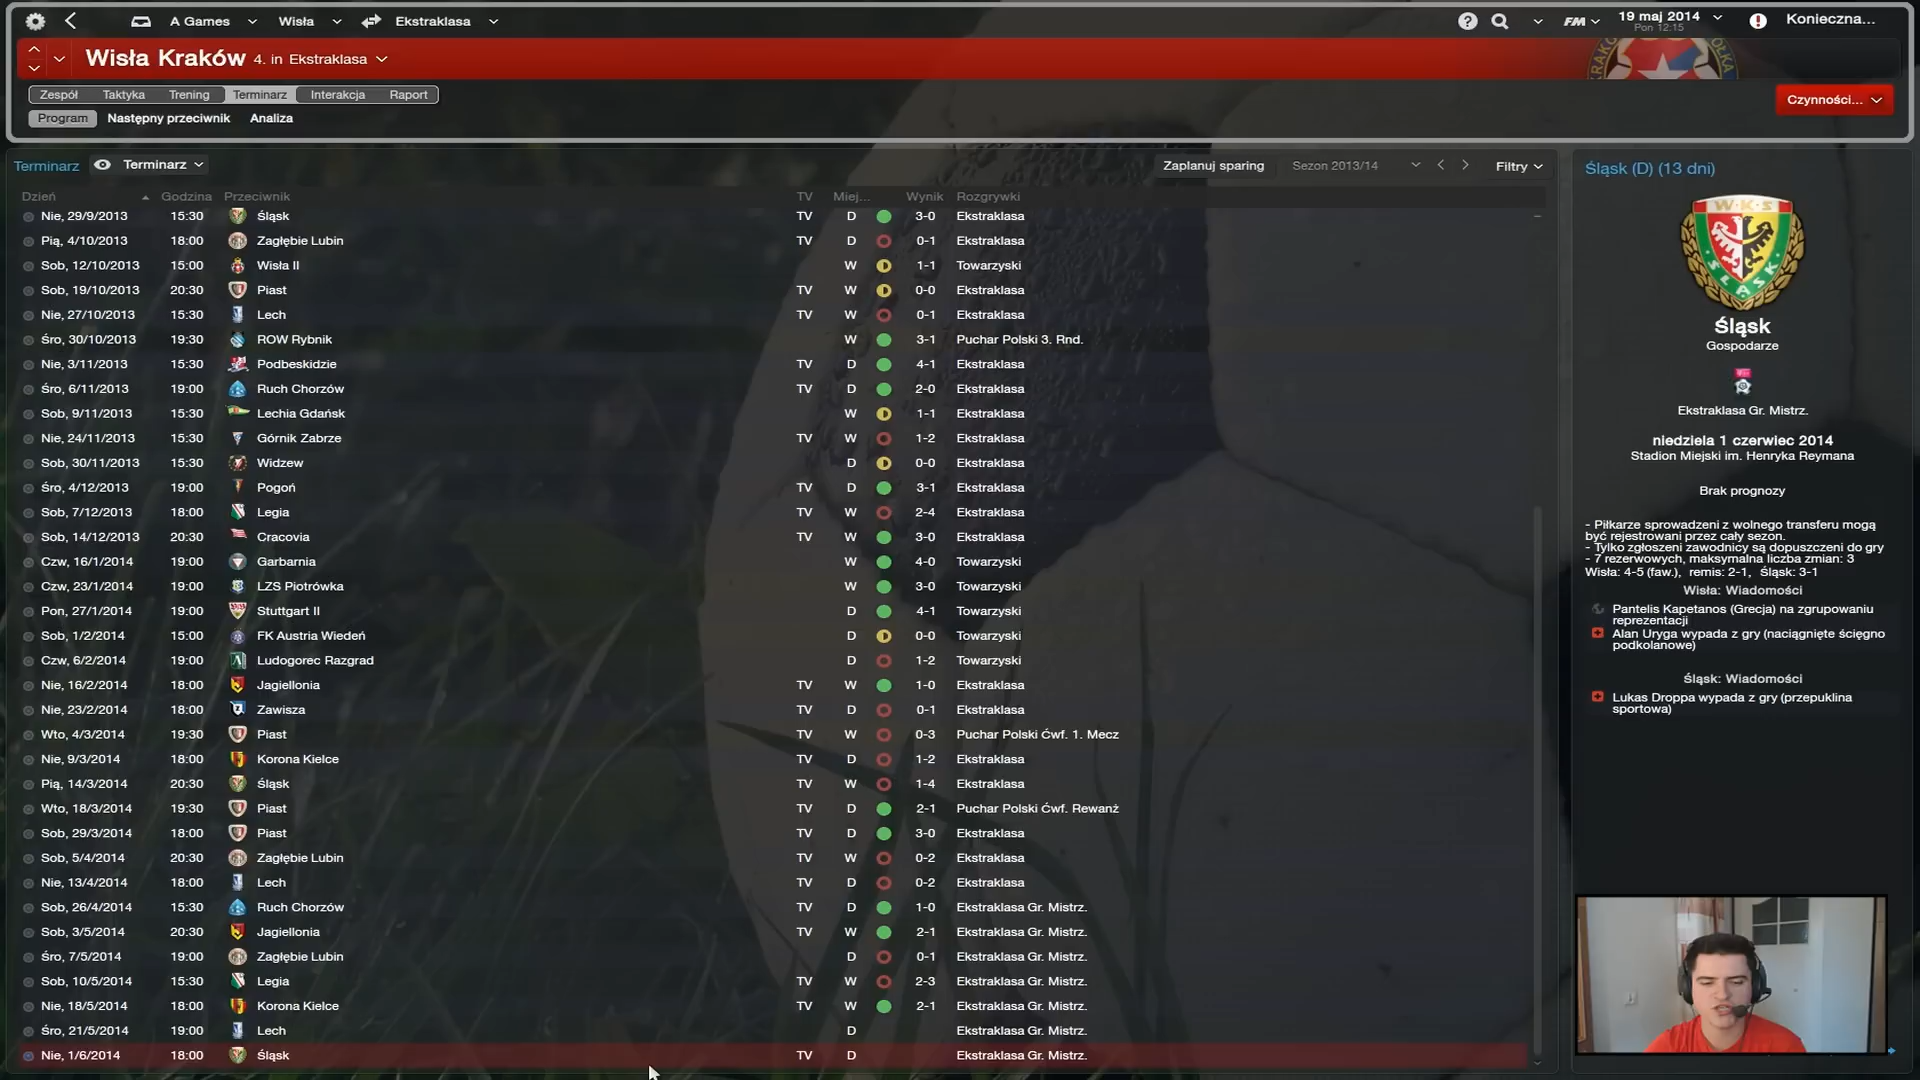 A Games Wisła Ekstraklasa FM 19 maj 2014 Konieczna...
Pon 12:15
Wisła Kraków 4. in Ekstraklasa
Zespół Taktyka Trening Terminarz Interakcja Raport
Czynności...
Program Następny przeciwnik Analiza
Terminarz Terminarz Zaplanuj sparing Sezon 2013/14 Filtry
Dzień Godzina Przeciwnik TV Miej... Wynik Rozgrywki
Nie, 29/9/2013 15:30 Śląsk TV D 3-0 Ekstraklasa
Pią, 4/10/2013 18:00 Zagłębie Lubin TV D 0-1 Ekstraklasa
Sob, 12/10/2013 15:00 Wisła II W 1-1 Towarzyski
Sob, 19/10/2013 20:30 Piast TV W 0-0 Ekstraklasa
Nie, 27/10/2013 15:30 Lech TV W 0-1 Ekstraklasa
Śro, 30/10/2013 19:30 ROW Rybnik W 3-1 Puchar Polski 3. Rnd.
Nie, 3/11/2013 15:30 Podbeskidzie TV D 4-1 Ekstraklasa
Śro, 6/11/2013 19:00 Ruch Chorzów TV D 2-0 Ekstraklasa
Sob, 9/11/2013 15:30 Lechia Gdańsk W 1-1 Ekstraklasa
Nie, 24/11/2013 15:30 Górnik Zabrze TV W 1-2 Ekstraklasa
Sob, 30/11/2013 15:30 Widzew D 0-0 Ekstraklasa
Śro, 4/12/2013 19:00 Pogoń TV D 3-1 Ekstraklasa
Sob, 7/12/2013 18:00 Legia TV W 2-4 Ekstraklasa
Sob, 14/12/2013 20:30 Cracovia TV W 3-0 Ekstraklasa
Czw, 16/1/2014 19:00 Garbarnia W 4-0 Towarzyski
Czw, 23/1/2014 19:00 LZS Piotrówka W 3-0 Towarzyski
Pon, 27/1/2014 19:00 Stuttgart II D 4-1 Towarzyski
Sob, 1/2/2014 15:00 FK Austria Wiedeń D 0-0 Towarzyski
Czw, 6/2/2014 19:00 Ludogorec Razgrad D 1-2 Towarzyski
Nie, 16/2/2014 18:00 Jagiellonia TV W 1-0 Ekstraklasa
Nie, 23/2/2014 18:00 Zawisza TV D 0-1 Ekstraklasa
Wto, 4/3/2014 19:30 Piast TV W 0-3 Puchar Polski Ćwf. 1. Mecz
Nie, 9/3/2014 18:00 Korona Kielce TV D 1-2 Ekstraklasa
Pią, 14/3/2014 20:30 Śląsk TV W 1-4 Ekstraklasa
Wto, 18/3/2014 19:30 Piast TV D 2-1 Puchar Polski Ćwf. Rewanż
Sob, 29/3/2014 18:00 Piast TV D 3-0 Ekstraklasa
Sob, 5/4/2014 20:30 Zagłębie Lubin TV W 0-2 Ekstraklasa
Nie, 13/4/2014 18:00 Lech TV D 0-2 Ekstraklasa
Sob, 26/4/2014 15:30 Ruch Chorzów TV D 1-0 Ekstraklasa Gr. Mistrz.
Sob, 3/5/2014 20:30 Jagiellonia TV W 2-1 Ekstraklasa Gr. Mistrz.
Śro, 7/5/2014 19:00 Zagłębie Lubin D 0-1 Ekstraklasa Gr. Mistrz.
Sob, 10/5/2014 15:30 Legia TV W 2-3 Ekstraklasa Gr. Mistrz.
Nie, 18/5/2014 18:00 Korona Kielce TV W 2-1 Ekstraklasa Gr. Mistrz.
Śro, 21/5/2014 19:00 Lech D Ekstraklasa Gr. Mistrz.
Nie, 1/6/2014 18:00 Śląsk TV D Ekstraklasa Gr. Mistrz.
Śląsk (D) (13 dni)
WKS
ŚLĄSK
Śląsk
Gospodarze
Ekstraklasa Gr. Mistrz.
niedziela 1 czerwiec 2014
Stadion Miejski im. Henryka Reymana
Brak prognozy
- Piłkarze sprowadzeni z wolnego transferu mogą
być rejestrowani przez cały sezon.
- Tylko zgłoszeni zawodnicy są dopuszczeni do gry
- 7 rezerwowych, maksymalna liczba zmian: 3
Wisła: 4-5 (faw.), remis: 2-1, Śląsk: 3-1
Wisła: Wiadomości
Pantelis Kapetanos (Grecja) na zgrupowaniu
reprezentacji
Alan Uryga wypada z gry (naciągnięte ścięgno
podkolanowe)
Śląsk: Wiadomości
Lukas Droppa wypada z gry (przepuklina
sportowa)